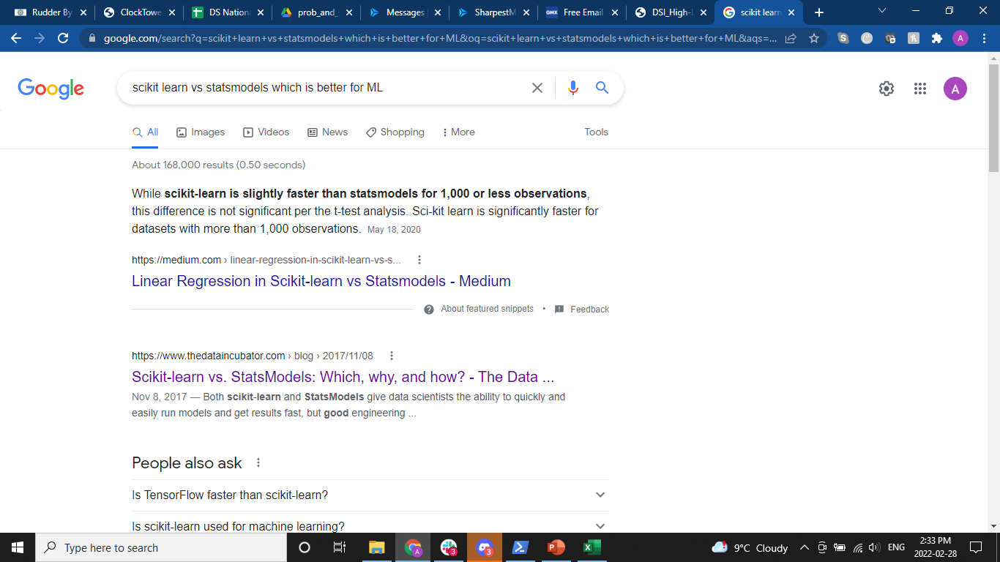 Rudder By
ClockTowe
DS Nation
prob_and_
Messages
SharpestM
GMX Free Email
DSI_High-L
scikit learn
google.com/search?q=scikit+learn+vs+statsmodels+which+is+better+for+ML&oq=scikit+learn+vs+statsmodels+which+is+better+for+ML&aqs=...
A
Google
scikit learn vs statsmodels which is better for ML
A
All
Images
Videos
News
Shopping
More
Tools
About 168,000 results (0.50 seconds)
While scikit-learn is slightly faster than statsmodels for 1,000 or less observations,
this difference is not significant per the t-test analysis. Sci-kit learn is significantly faster for
datasets with more than 1,000 observations. May 18, 2020
https://medium.com › linear-regression-in-scikit-learn-vs-s...
Linear Regression in Scikit-learn vs Statsmodels - Medium
About featured snippets • Feedback
https://www.thedataincubator.com › blog › 2017/11/08
Scikit-learn vs. StatsModels: Which, why, and how? - The Data ...
Nov 8, 2017 — Both scikit-learn and StatsModels give data scientists the ability to quickly and
easily run models and get results fast, but good engineering ...
People also ask
Is TensorFlow faster than scikit-learn?
Is scikit-learn used for machine learning?
Type here to search
A
3
3
9°C Cloudy
ENG
2:33 PM
2022-02-28